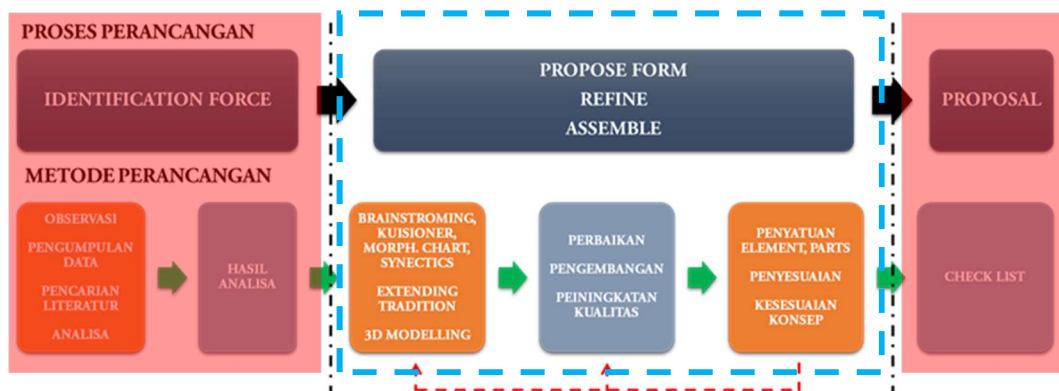 PROSES PERANCANGAN
IDENTIFICATION FORCE
PROPOSE FORM
REFINE
ASSEMBLE
PROPOSAL
METODE PERANCANGAN
OBSERVASI
PENGUMPULAN
DATA
PENCARIAN
LITERATUR
ANALISA
HASIL
ANALISA
BRAINSTROMING,
KUISIONER,
MORPH. CHART,
SYNECTICS
EXTENDING
TRADITION
3D MODELLING
PERBAIKAN
PENGEMBANGAN
PEININGKATAN
KUALITAS
PENYATUAN
ELEMENT, PARTS
PENYESUAIAN
KESESUAIAN
KONSEP
CHECK LIST